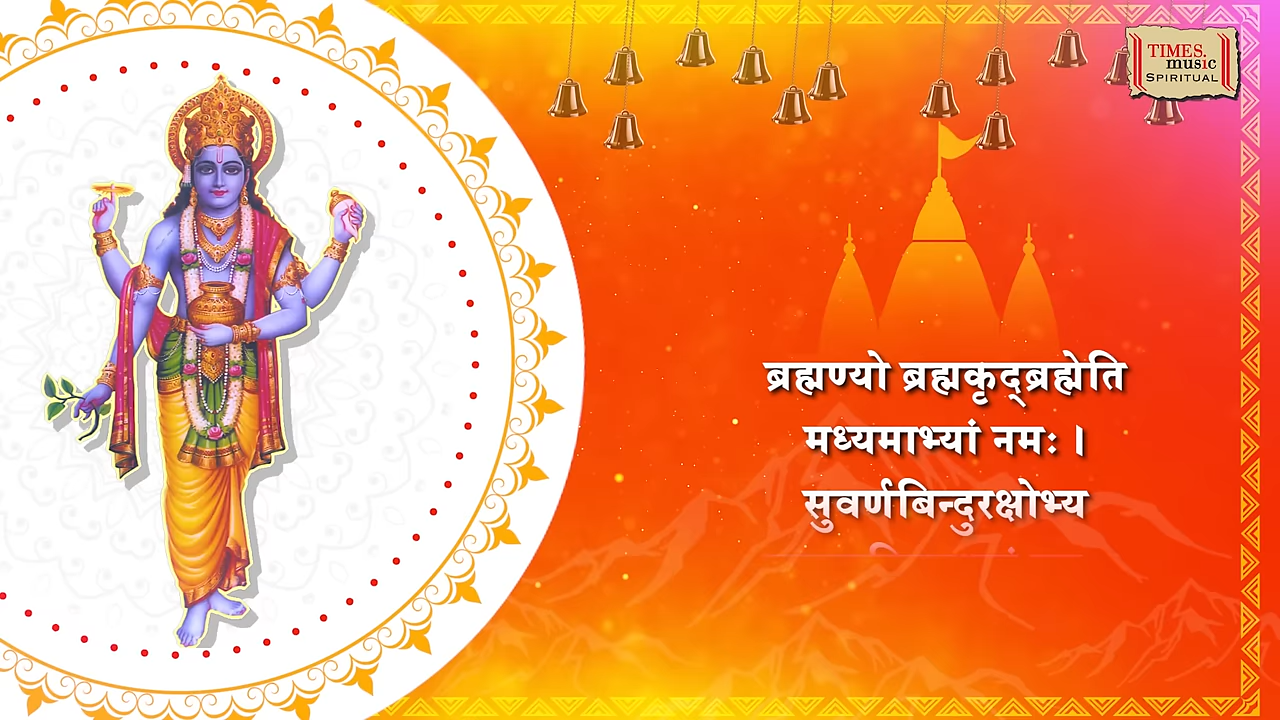 TIMES.
music
SPIRITUAL
ब्रह्मण्यो ब्रह्मकृद्‌ब्रह्मेति
मध्यमाभ्यां नमः ।
सुवर्णबिन्दुरक्षोभ्य